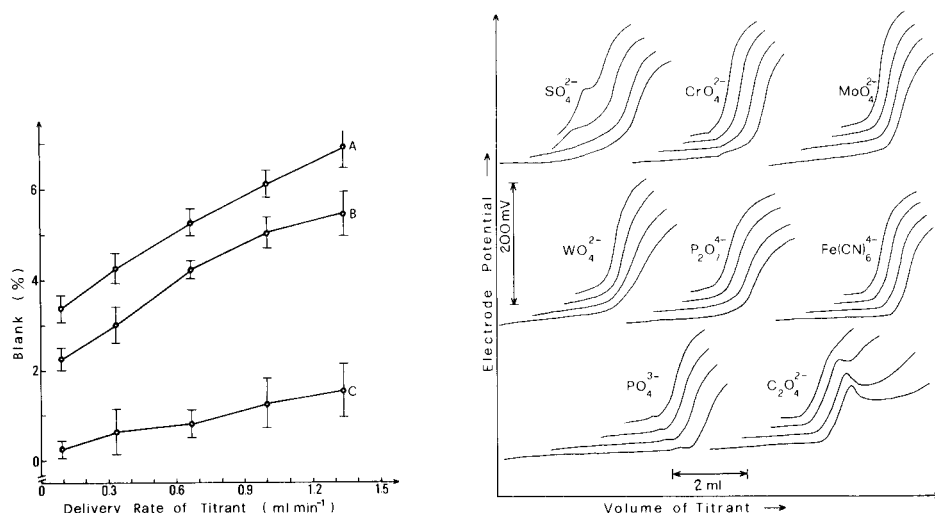 6
4
2
0
Blank (%)
A
B
C
0 0.3 0.6 0.9 1.2 1.5
Delivery Rate of Titrant (ml min⁻¹)
Electrode Potential →
200mV
SO₄²⁻
CrO₄²⁻
MoO₄²⁻
WO₄²⁻
P₂O₇⁴⁻
Fe(CN)₆⁴⁻
PO₄³⁻
C₂O₄²⁻
2 ml
Volume of Titrant →